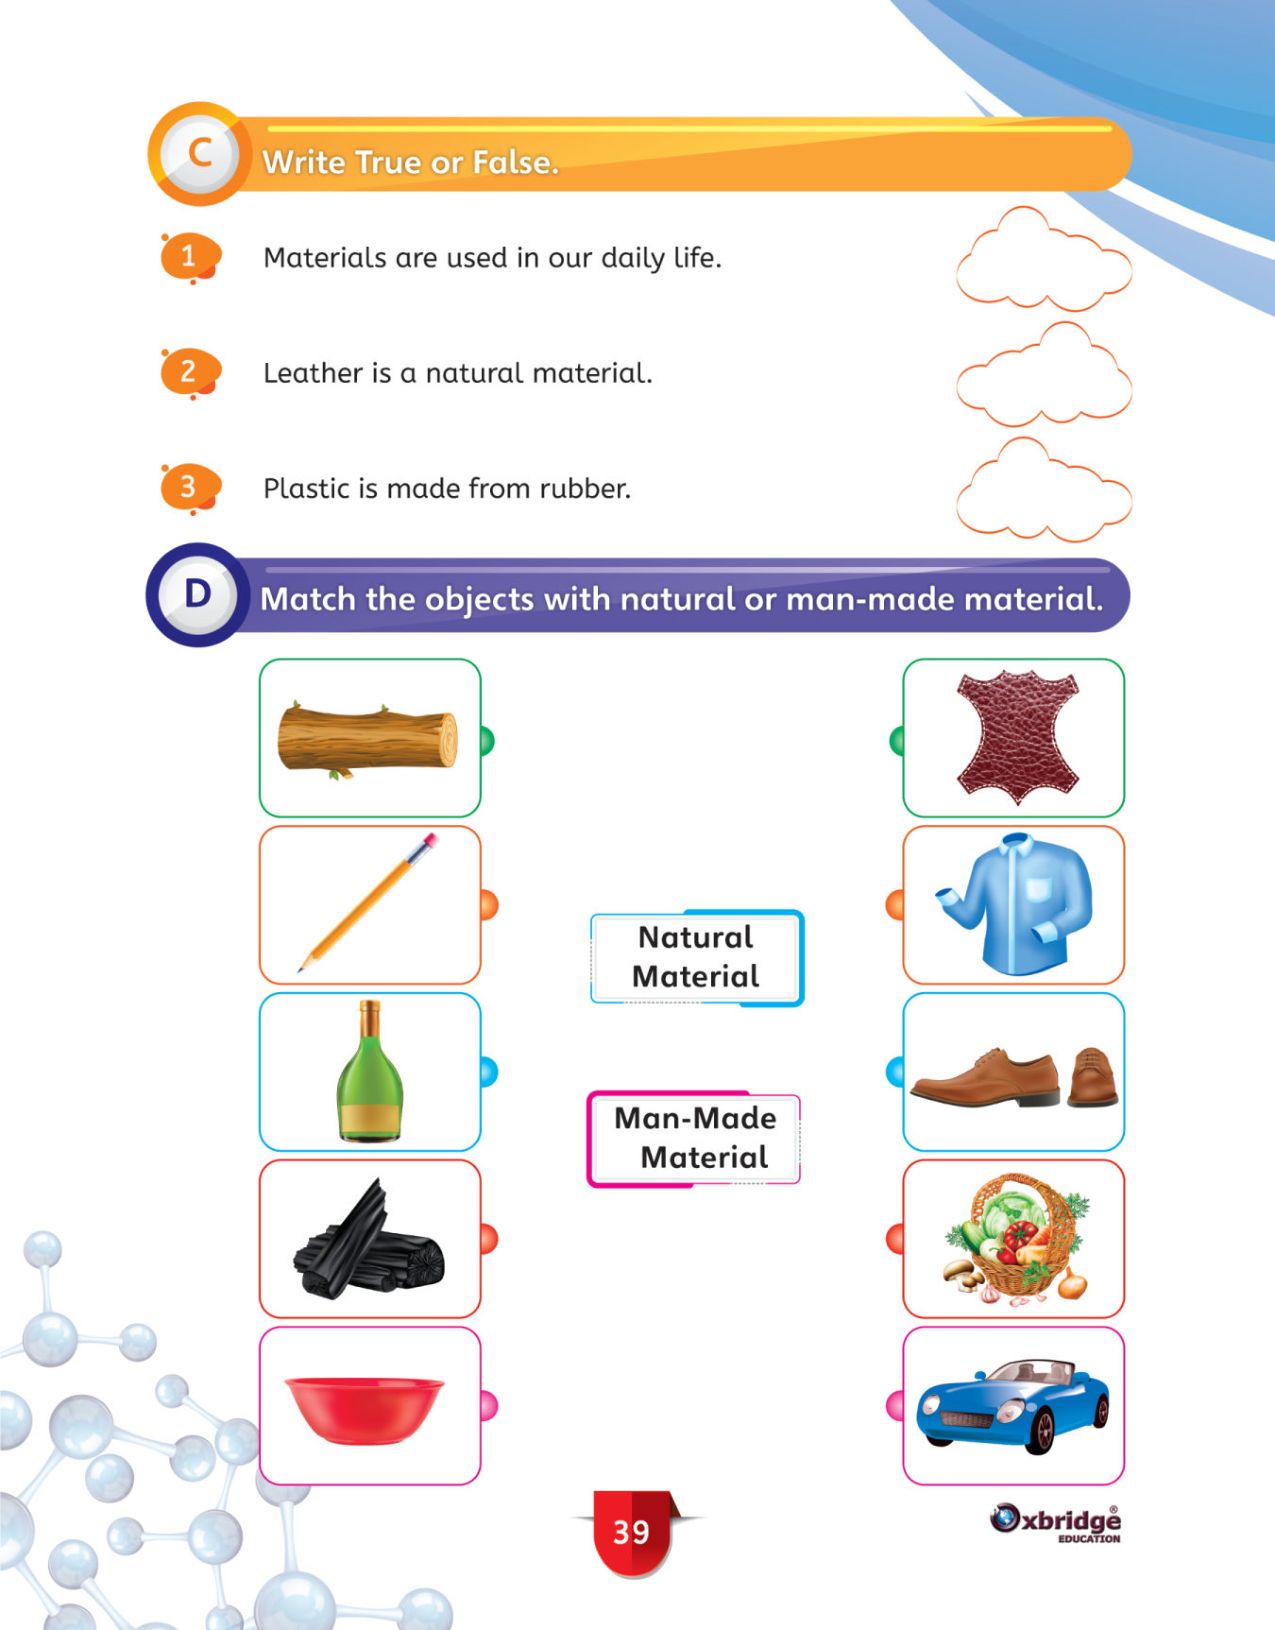 C
Write True or False.
1
Materials are used in our daily life.
2
Leather is a natural material.
3
Plastic is made from rubber.
D
Match the objects with natural or man-made material.
Natural
Material
Man-Made
Material
39
Oxbridge®
EDUCATION